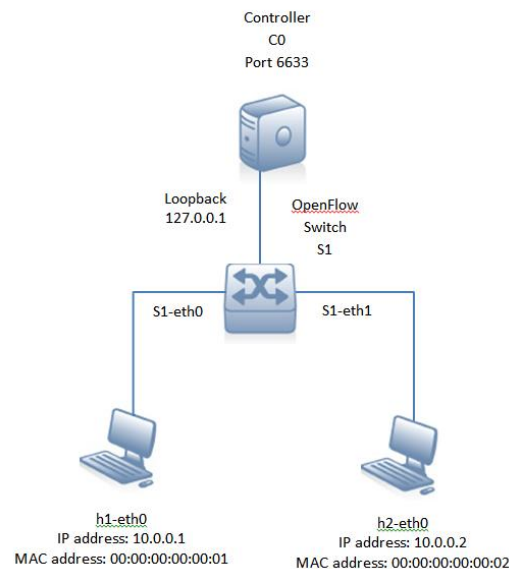 Controller
C0
Port 6633
Loopback
127.0.0.1
OpenFlow
Switch
S1
S1-eth0
S1-eth1
h1-eth0
IP address: 10.0.0.1
MAC address: 00:00:00:00:00:01
h2-eth0
IP address: 10.0.0.2
MAC address: 00:00:00:00:00:02